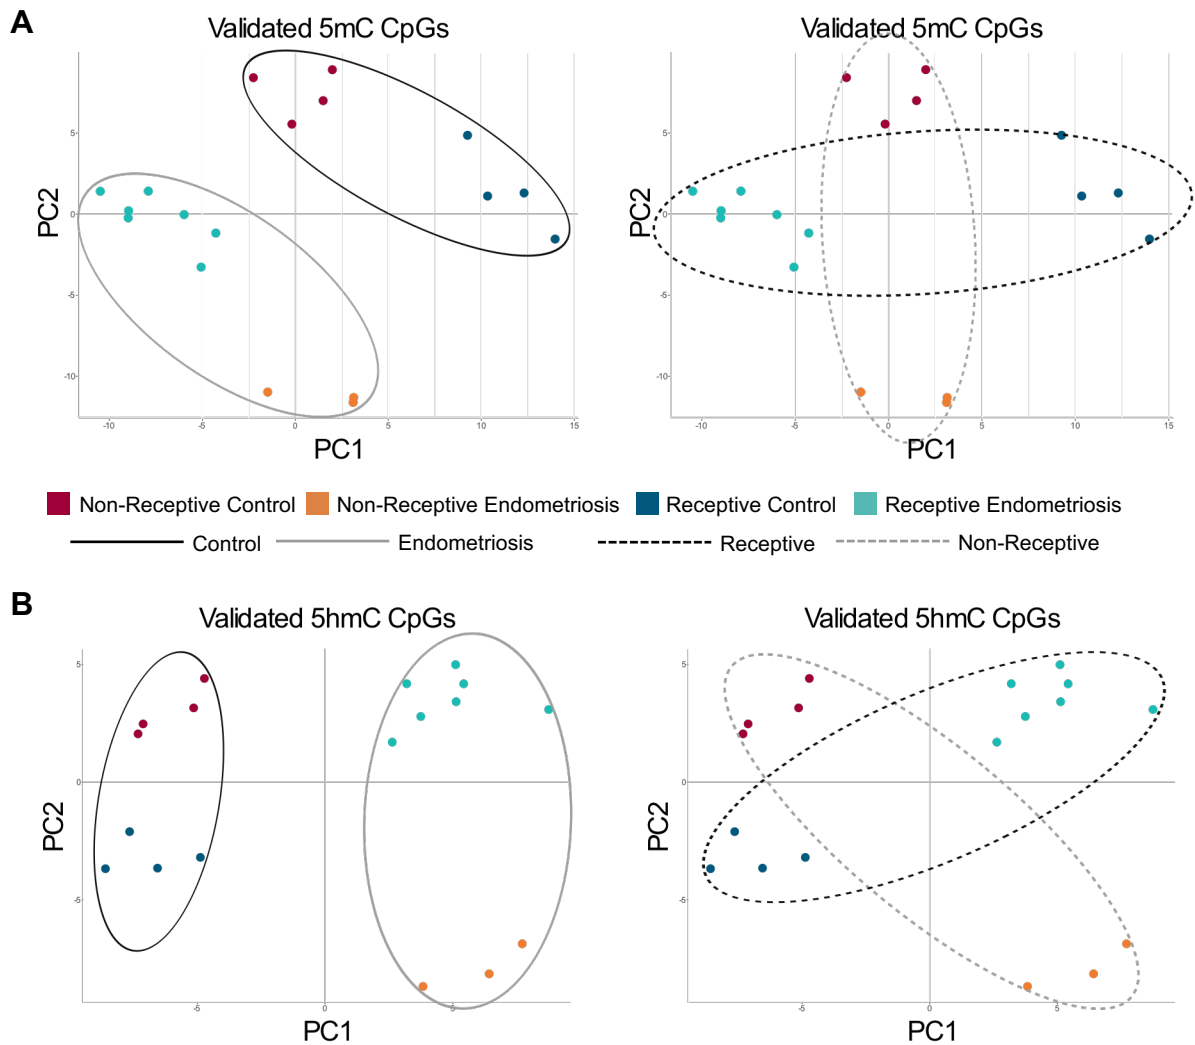 A
Validated 5mC CpGs
Validated 5mC CpGs
PC2
5
0
-5
-10
-10
-5
0
5
10
15
PC1
PC2
5
0
-5
-10
-10
-5
0
5
10
15
PC1
Non-Receptive Control
Non-Receptive Endometriosis
Receptive Control
Receptive Endometriosis
Control
Endometriosis
Receptive
Non-Receptive
B
Validated 5hmC CpGs
Validated 5hmC CpGs
PC2
5
0
-5
-5
0
5
PC1
PC2
5
0
-5
-5
0
5
PC1